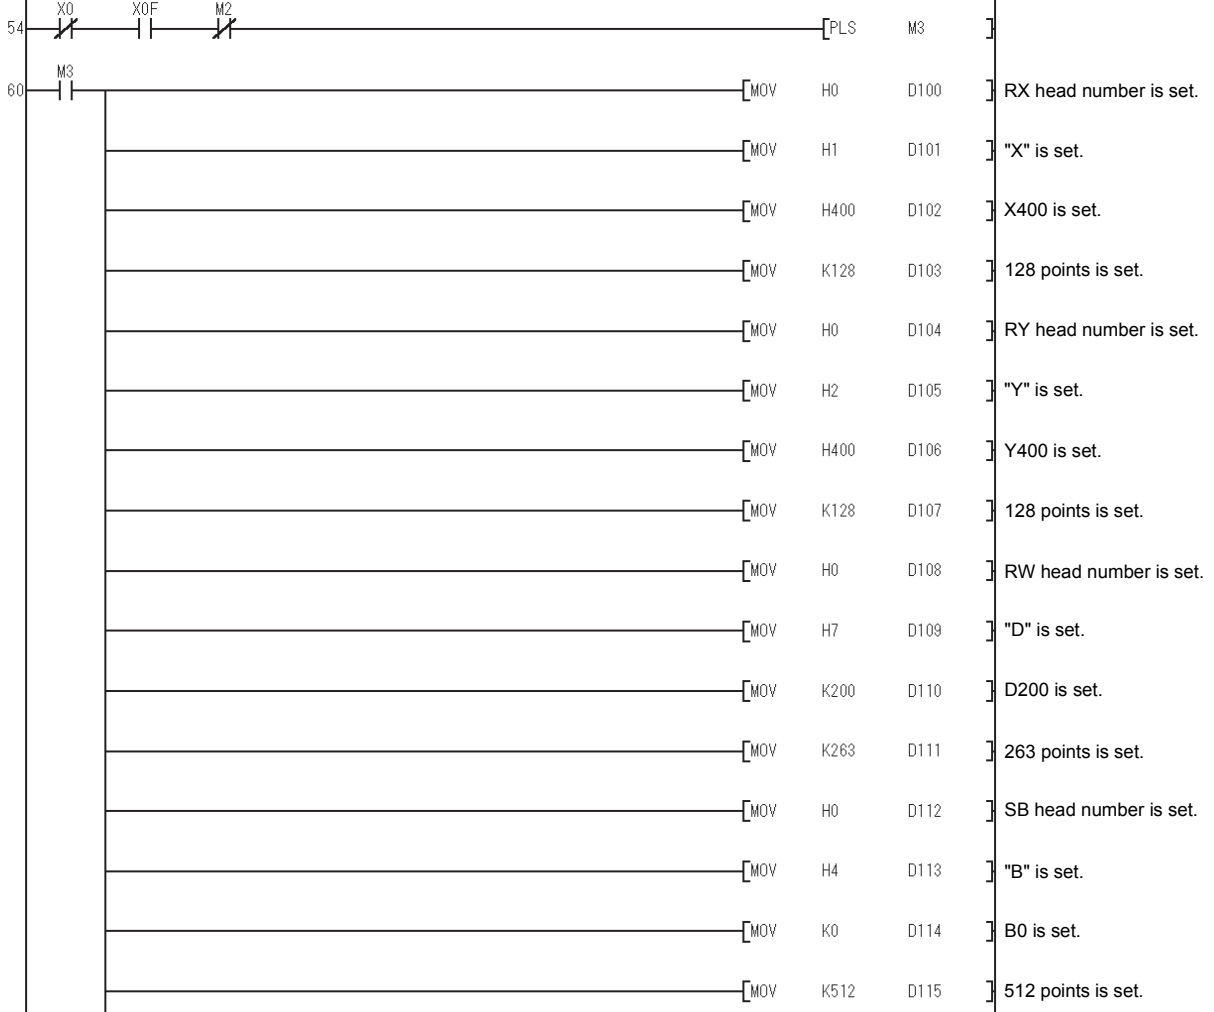 X0 X0F M2
54 PLS M3
M3
60 MOV H0 D100 RX head number is set.
MOV H1 D101 "X" is set.
MOV H400 D102 X400 is set.
MOV K128 D103 128 points is set.
MOV H0 D104 RY head number is set.
MOV H2 D105 "Y" is set.
MOV H400 D106 Y400 is set.
MOV K128 D107 128 points is set.
MOV H0 D108 RW head number is set.
MOV H7 D109 "D" is set.
MOV K200 D110 D200 is set.
MOV K263 D111 263 points is set.
MOV H0 D112 SB head number is set.
MOV H4 D113 "B" is set.
MOV K0 D114 B0 is set.
MOV K512 D115 512 points is set.